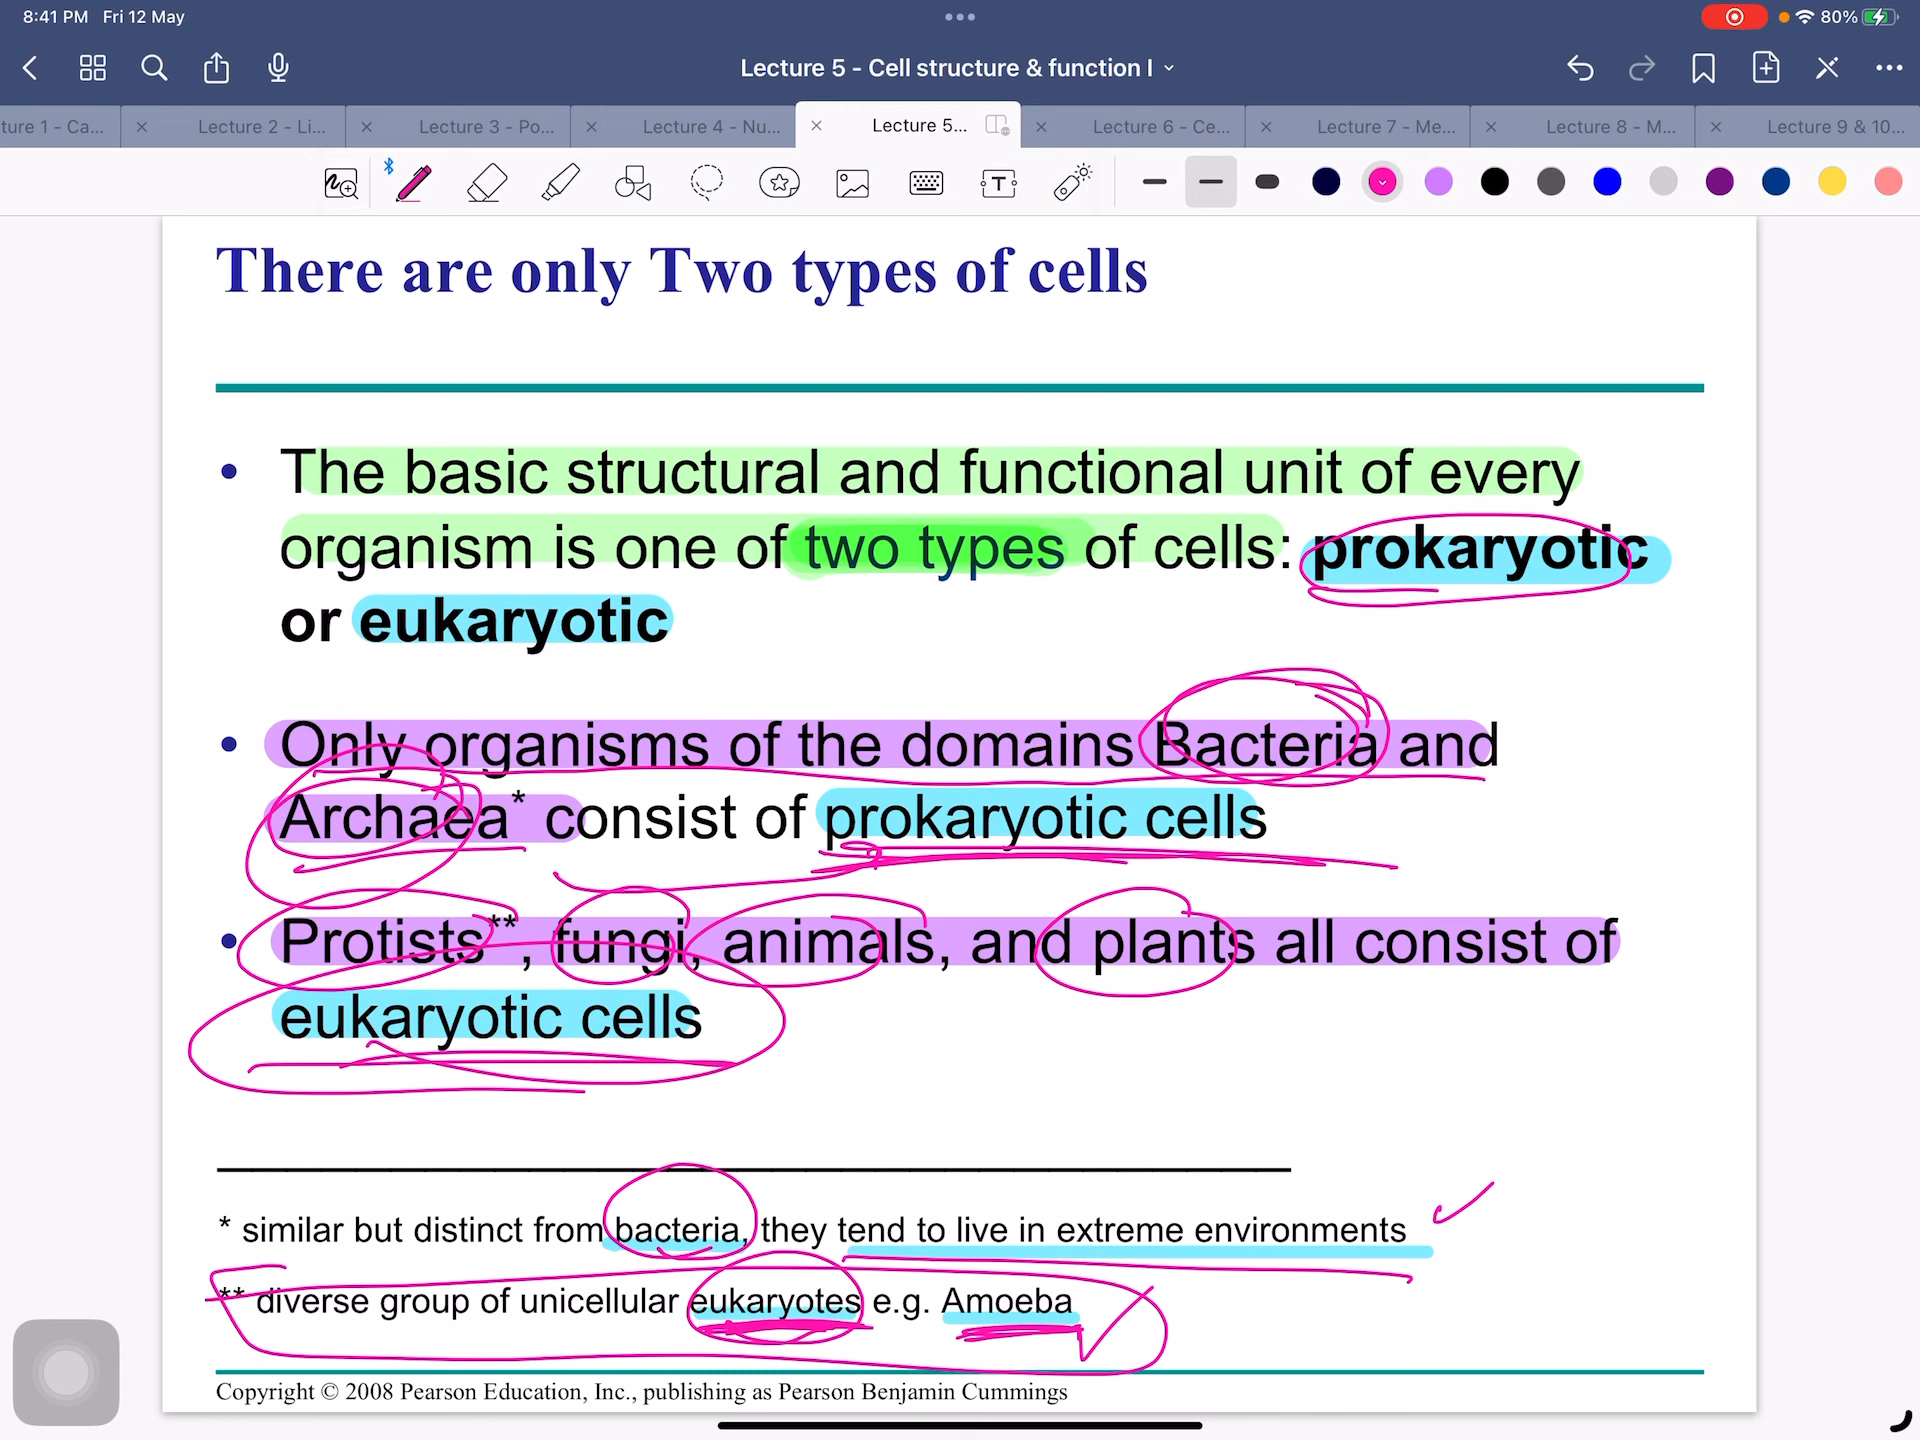 8:41 PM Fri 12 May
80%
Lecture 5 - Cell structure & function I
ture 1 - Ca...
Lecture 2 - Li...
Lecture 3 - Po...
Lecture 4 - Nu...
Lecture 5...
Lecture 6 - Ce...
Lecture 7 - Me...
Lecture 8 - M...
Lecture 9 & 10...
There are only Two types of cells
• The basic structural and functional unit of every
organism is one of two types of cells: prokaryotic
or eukaryotic
• Only organisms of the domains Bacteria and
Archaea* consist of prokaryotic cells
• Protists**, fungi, animals, and plants all consist of
eukaryotic cells
* similar but distinct from bacteria, they tend to live in extreme environments
** diverse group of unicellular eukaryotes e.g. Amoeba
Copyright © 2008 Pearson Education, Inc., publishing as Pearson Benjamin Cummings